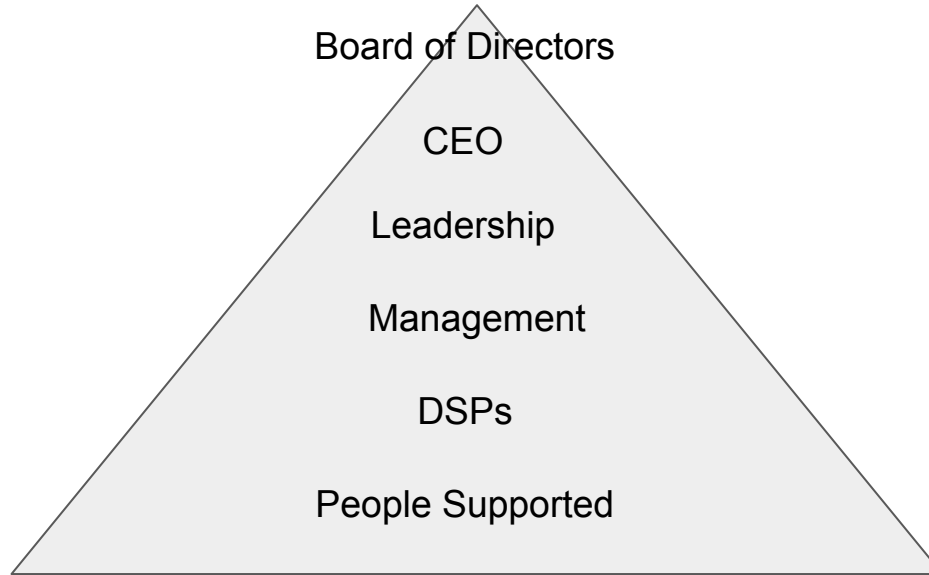 Board of Directors
CEO
Leadership
Management
DSPs
People Supported